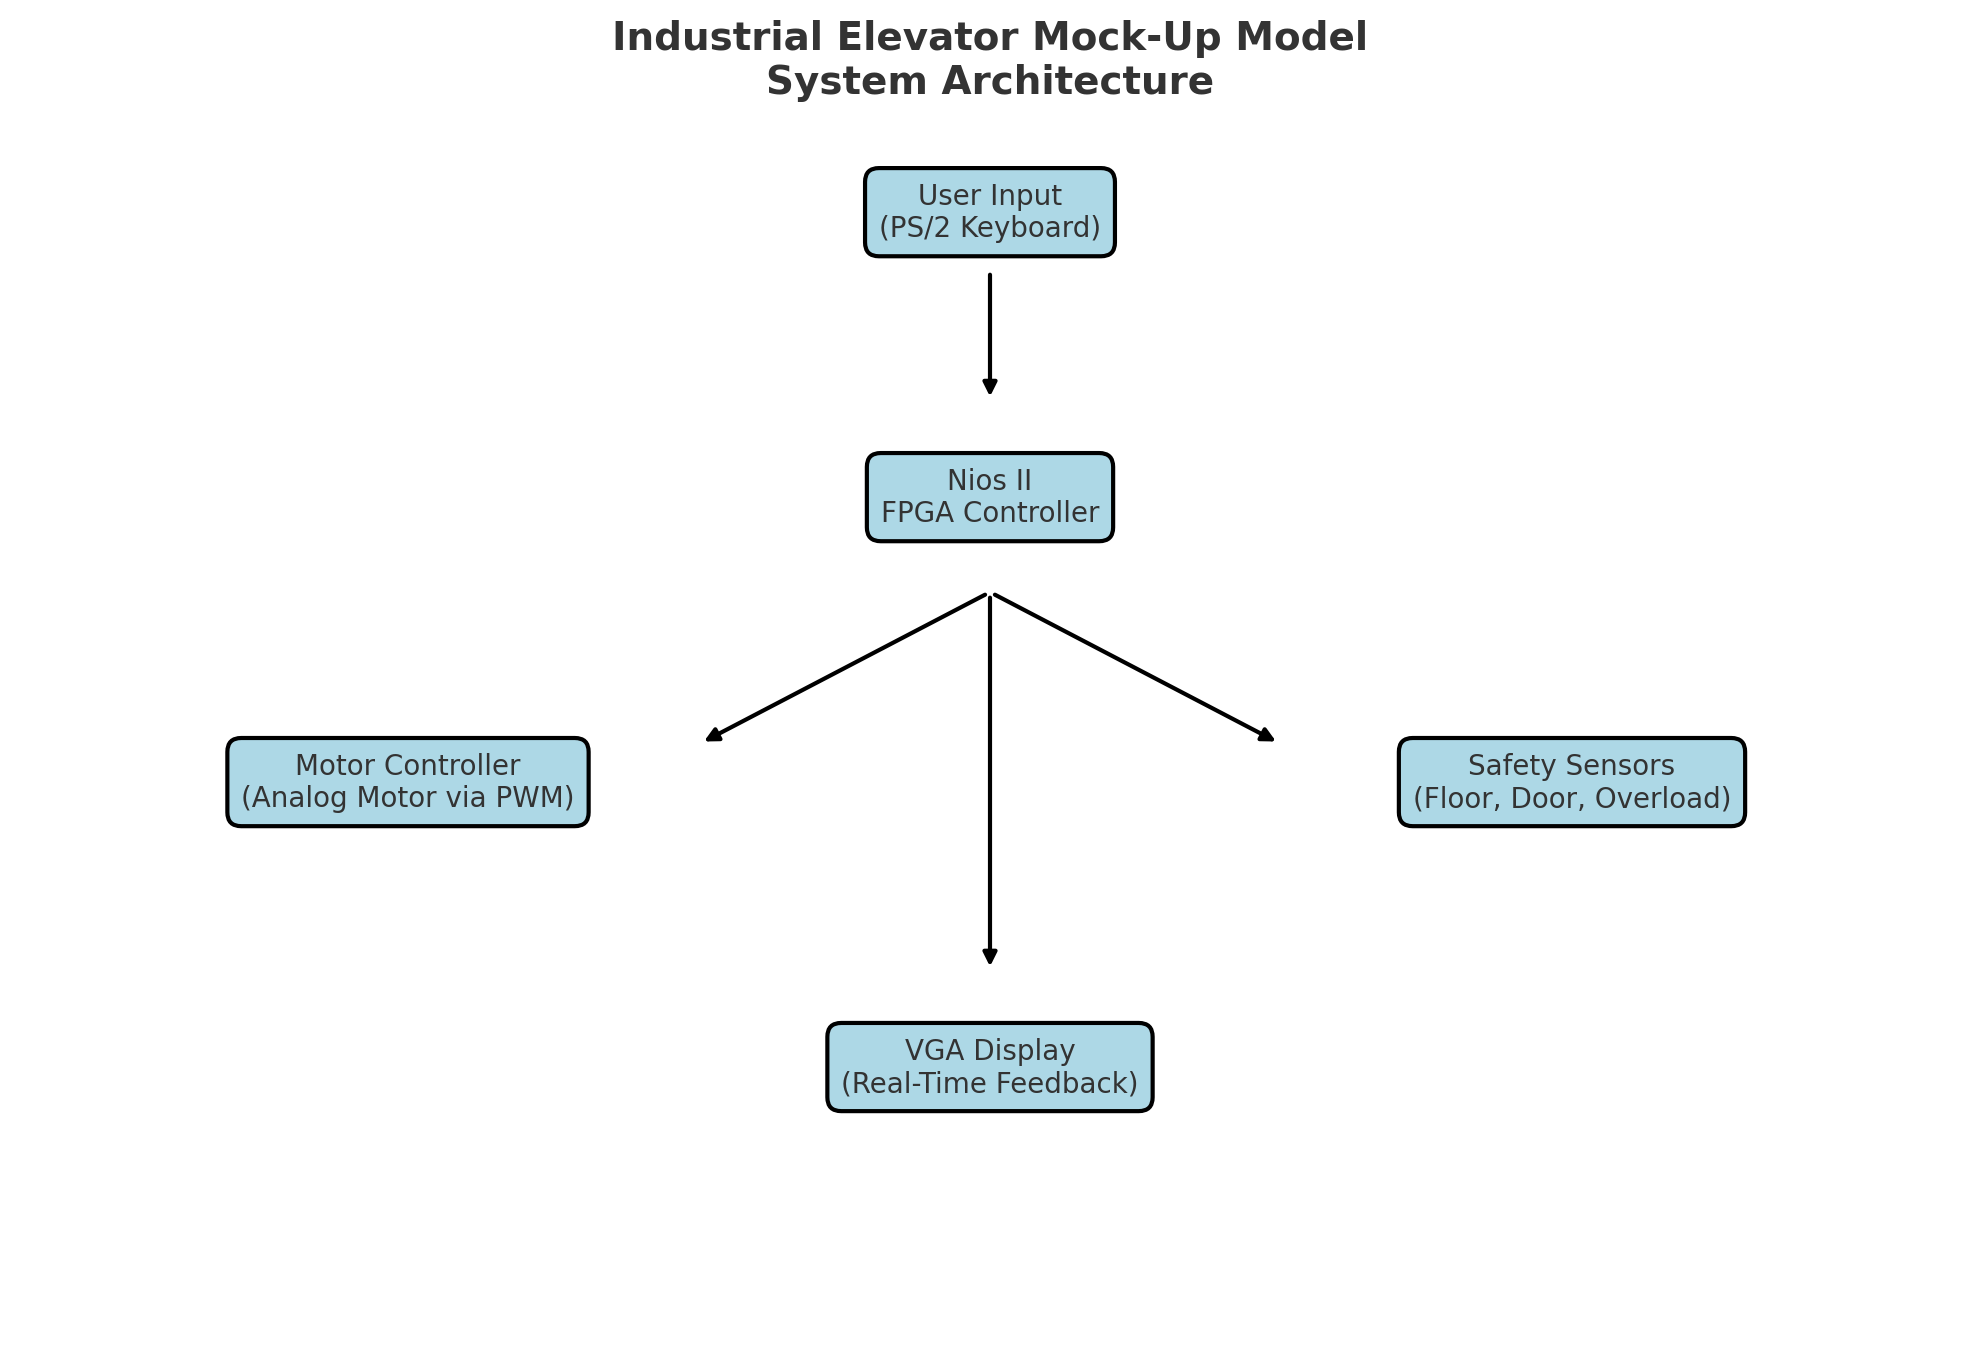 Industrial Elevator Mock-Up Model
System Architecture
User Input
(PS/2 Keyboard)
Nios II
FPGA Controller
Motor Controller
(Analog Motor via PWM)
Safety Sensors
(Floor, Door, Overload)
VGA Display
(Real-Time Feedback)